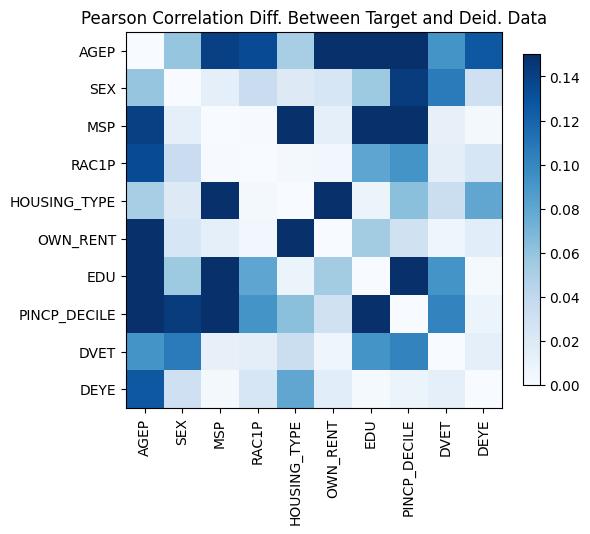 Pearson Correlation Diff. Between Target and Deid. Data
AGEP
SEX
MSP
RAC1P
HOUSING_TYPE
OWN_RENT
EDU
PINCP_DECILE
DVET
DEYE
AGEP
SEX
MSP
RAC1P
HOUSING_TYPE
OWN_RENT
EDU
PINCP_DECILE
DVET
DEYE
0.14
0.12
0.10
0.08
0.06
0.04
0.02
0.00